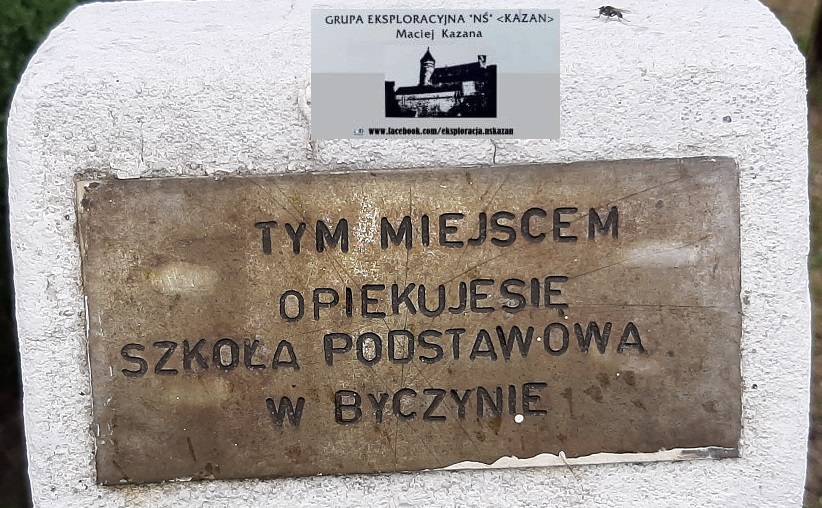 GRUPA EKSPLORACYJNA "NŚ" <KAZAN>
Maciej Kazana
www.facebook.com/eksploracja.nskazan
TYM MIEJSCEM
OPIEKUJESIĘ
SZKOŁA PODSTAWOWA
W BYCZYNIE